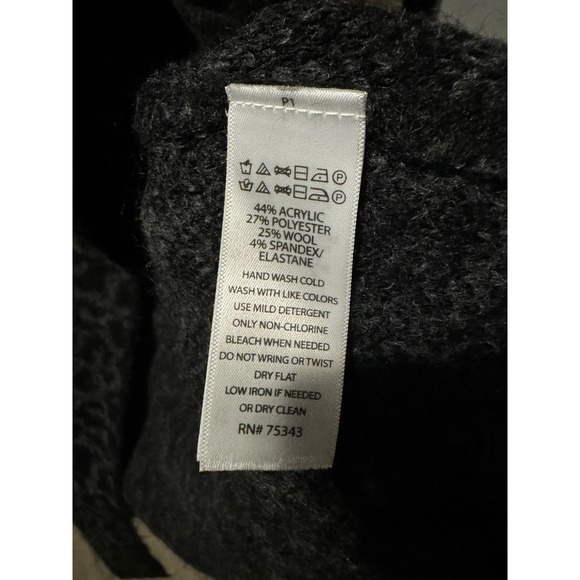 P1
44% ACRYLIC
27% POLYESTER
25% WOOL
4% SPANDEX/
ELASTANE
HAND WASH COLD
WASH WITH LIKE COLORS
USE MILD DETERGENT
ONLY NON-CHLORINE
BLEACH WHEN NEEDED
DO NOT WRING OR TWIST
DRY FLAT
LOW IRON IF NEEDED
OR DRY CLEAN
RN# 75343